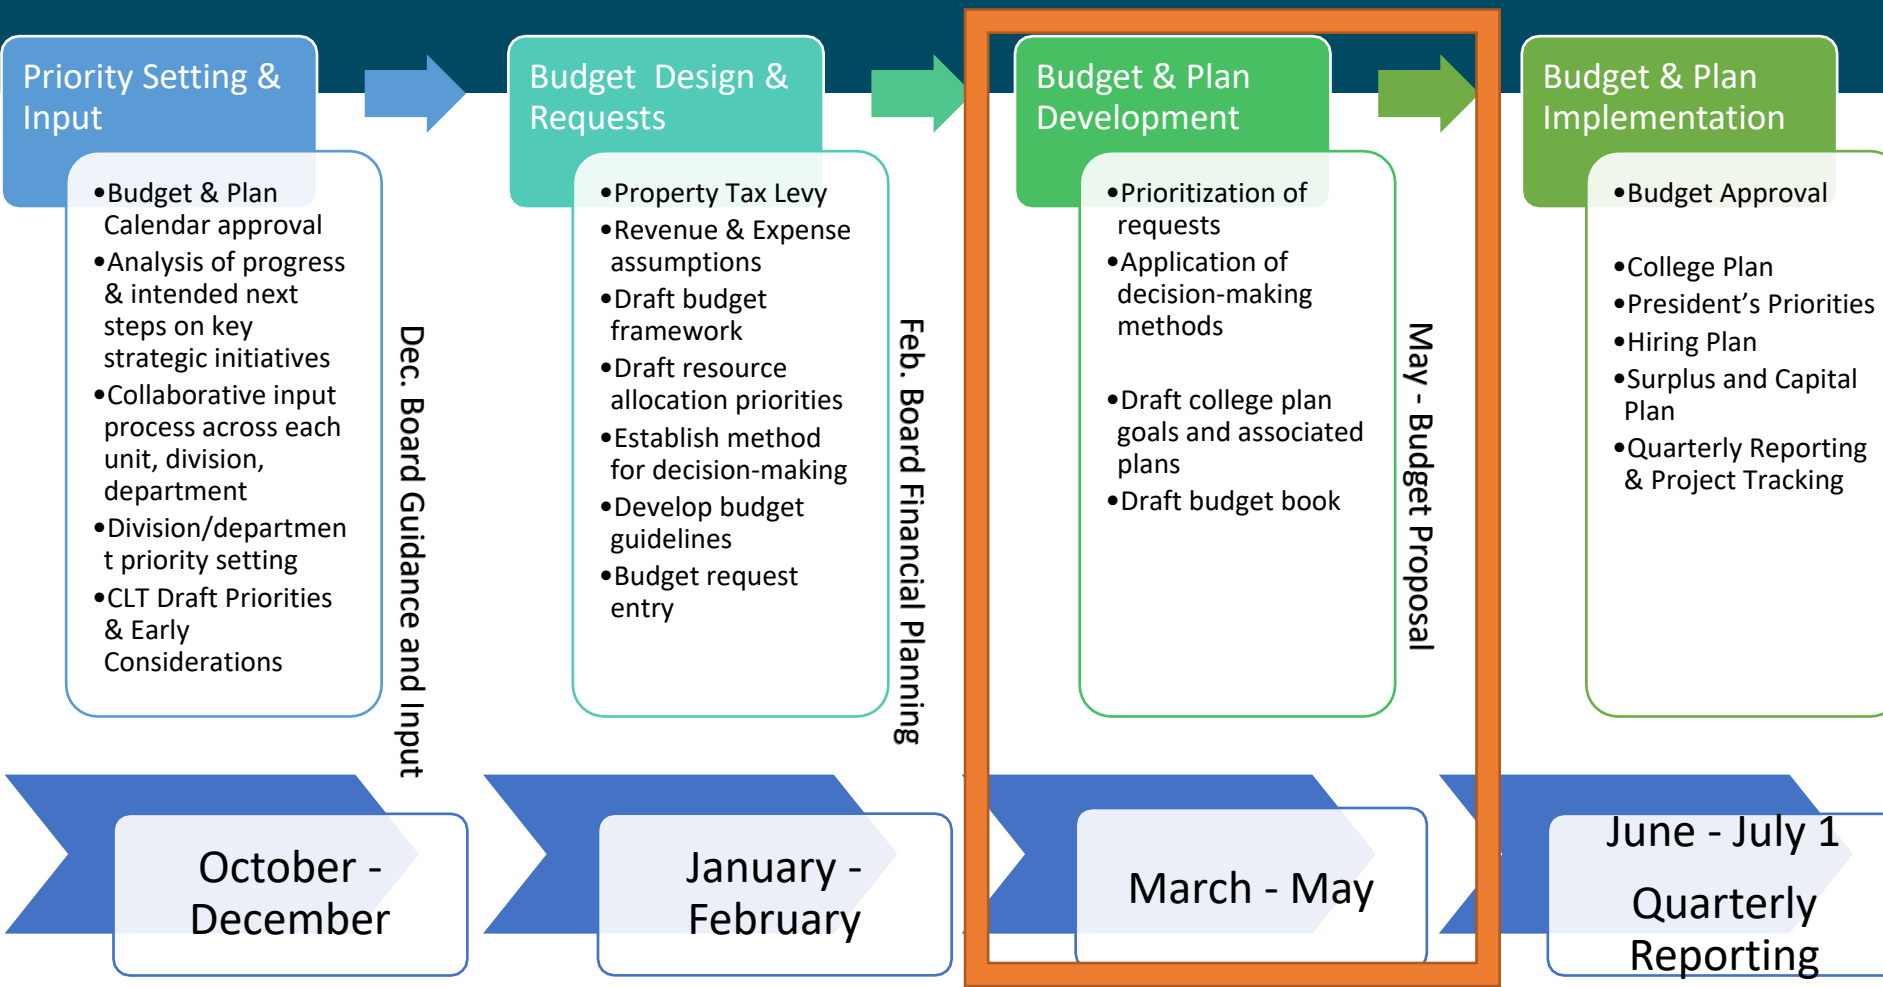 Priority Setting &
Input
•Budget & Plan
Calendar approval
•Analysis of progress
& intended next
steps on key
strategic initiatives
•Collaborative input
process across each
unit, division,
department
•Division/departmen
t priority setting
•CLT Draft Priorities
& Early
Considerations
Dec. Board Guidance and Input
Budget Design &
Requests
•Property Tax Levy
•Revenue & Expense
assumptions
•Draft budget
framework
•Draft resource
allocation priorities
•Establish method
for decision-making
•Develop budget
guidelines
•Budget request
entry
Feb. Board Financial Planning
Budget & Plan
Development
•Prioritization of
requests
•Application of
decision-making
methods
•Draft college plan
goals and associated
plans
•Draft budget book
May - Budget Proposal
Budget & Plan
Implementation
•Budget Approval
•College Plan
•President’s Priorities
•Hiring Plan
•Surplus and Capital
Plan
•Quarterly Reporting
& Project Tracking
October -
December
January -
February
March - May
June - July 1
Quarterly
Reporting